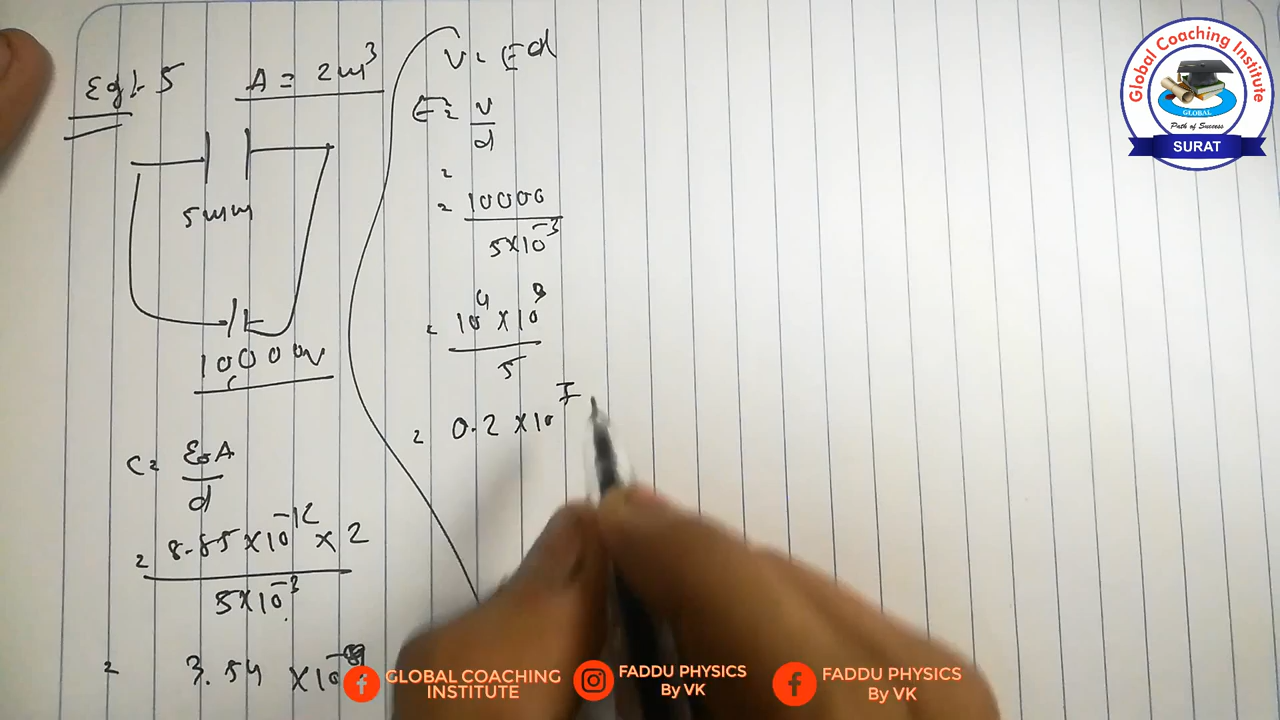 Eg:- 5
A = 2m³
5mm
10000v
C = ε₀A / d
= 8.85 × 10⁻¹² × 2 / 5×10⁻³
= 3.54 × 10
V = Ed
E = V / d
=
= 10000 / 5×10⁻³
= 10⁴ × 10³ / 5
= 0.2 × 10⁷
Global Coaching Institute
GLOBAL
Path of Success
SURAT
GLOBAL COACHING
INSTITUTE
FADDU PHYSICS
By VK
FADDU PHYSICS
By VK